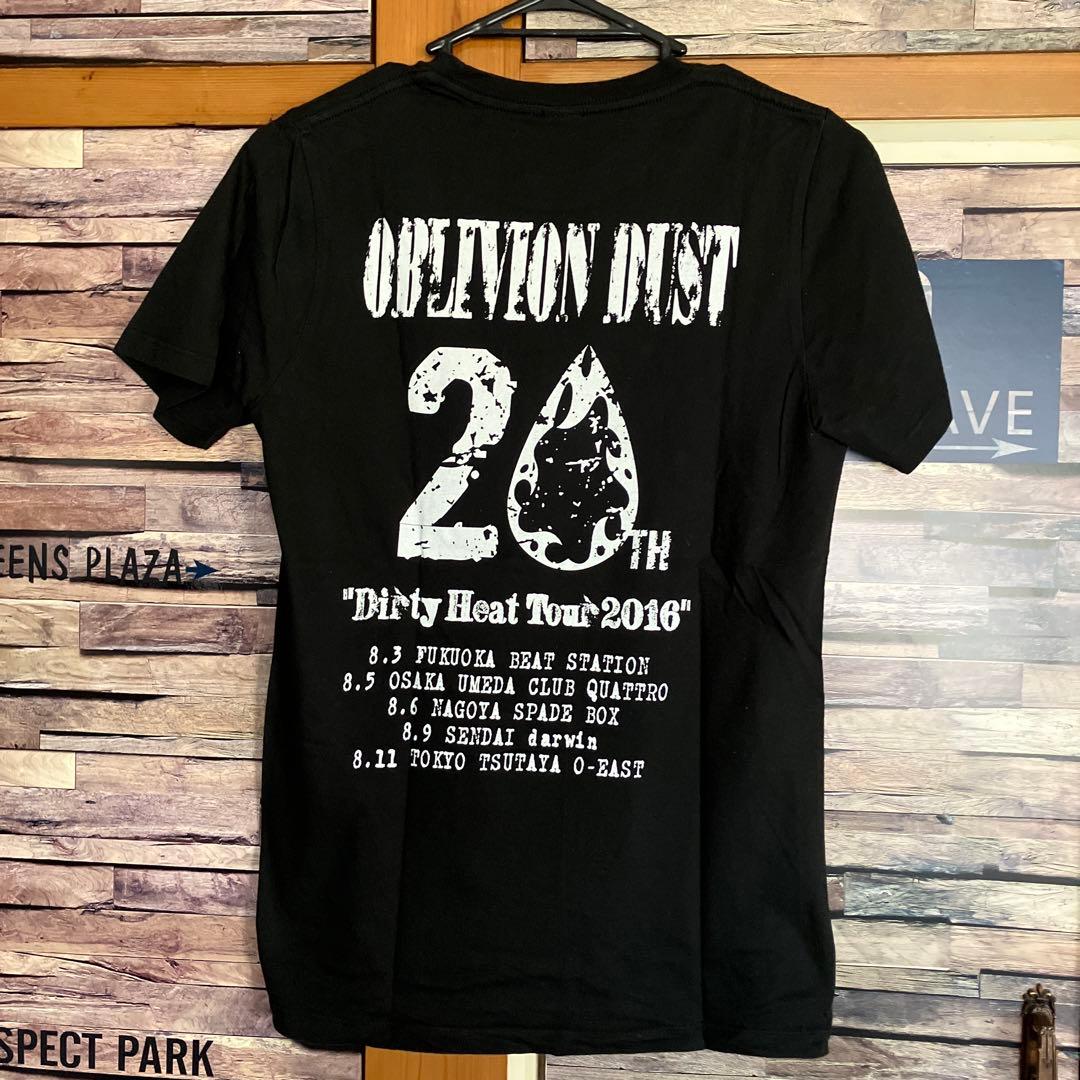 OBLIVION DUST
20TH
"Dirty Heat Tour 2016"
8.3 FUKUOKA BEAT STATION
8.5 OSAKA UMEDA CLUB QUATTRO
8.6 NAGOYA SPADE BOX
8.9 SENDAI darwin
8.11 TOKYO TSUTAYA O-EAST
AVE
EENS PLAZA
SPECT PARK